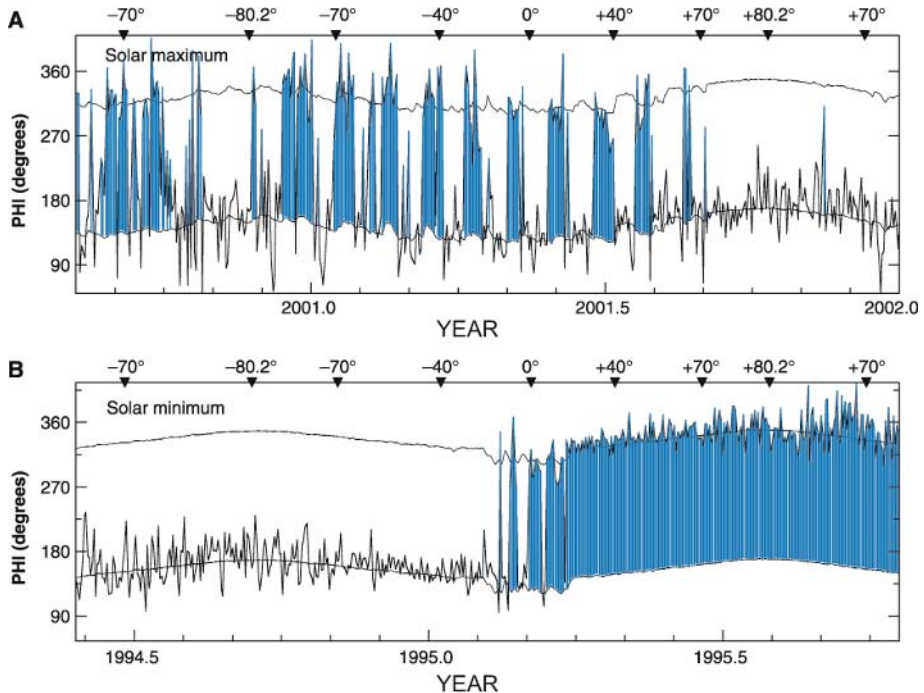 −70° −80.2° −70° −40° 0° +40° +70° +80.2° +70°
A
Solar maximum
360
270
180
90
PHI (degrees)
2001.0 2001.5 2002.0
YEAR
−70° −80.2° −70° −40° 0° +40° +70° +80.2° +70°
B
Solar minimum
360
270
180
90
PHI (degrees)
1994.5 1995.0 1995.5
YEAR